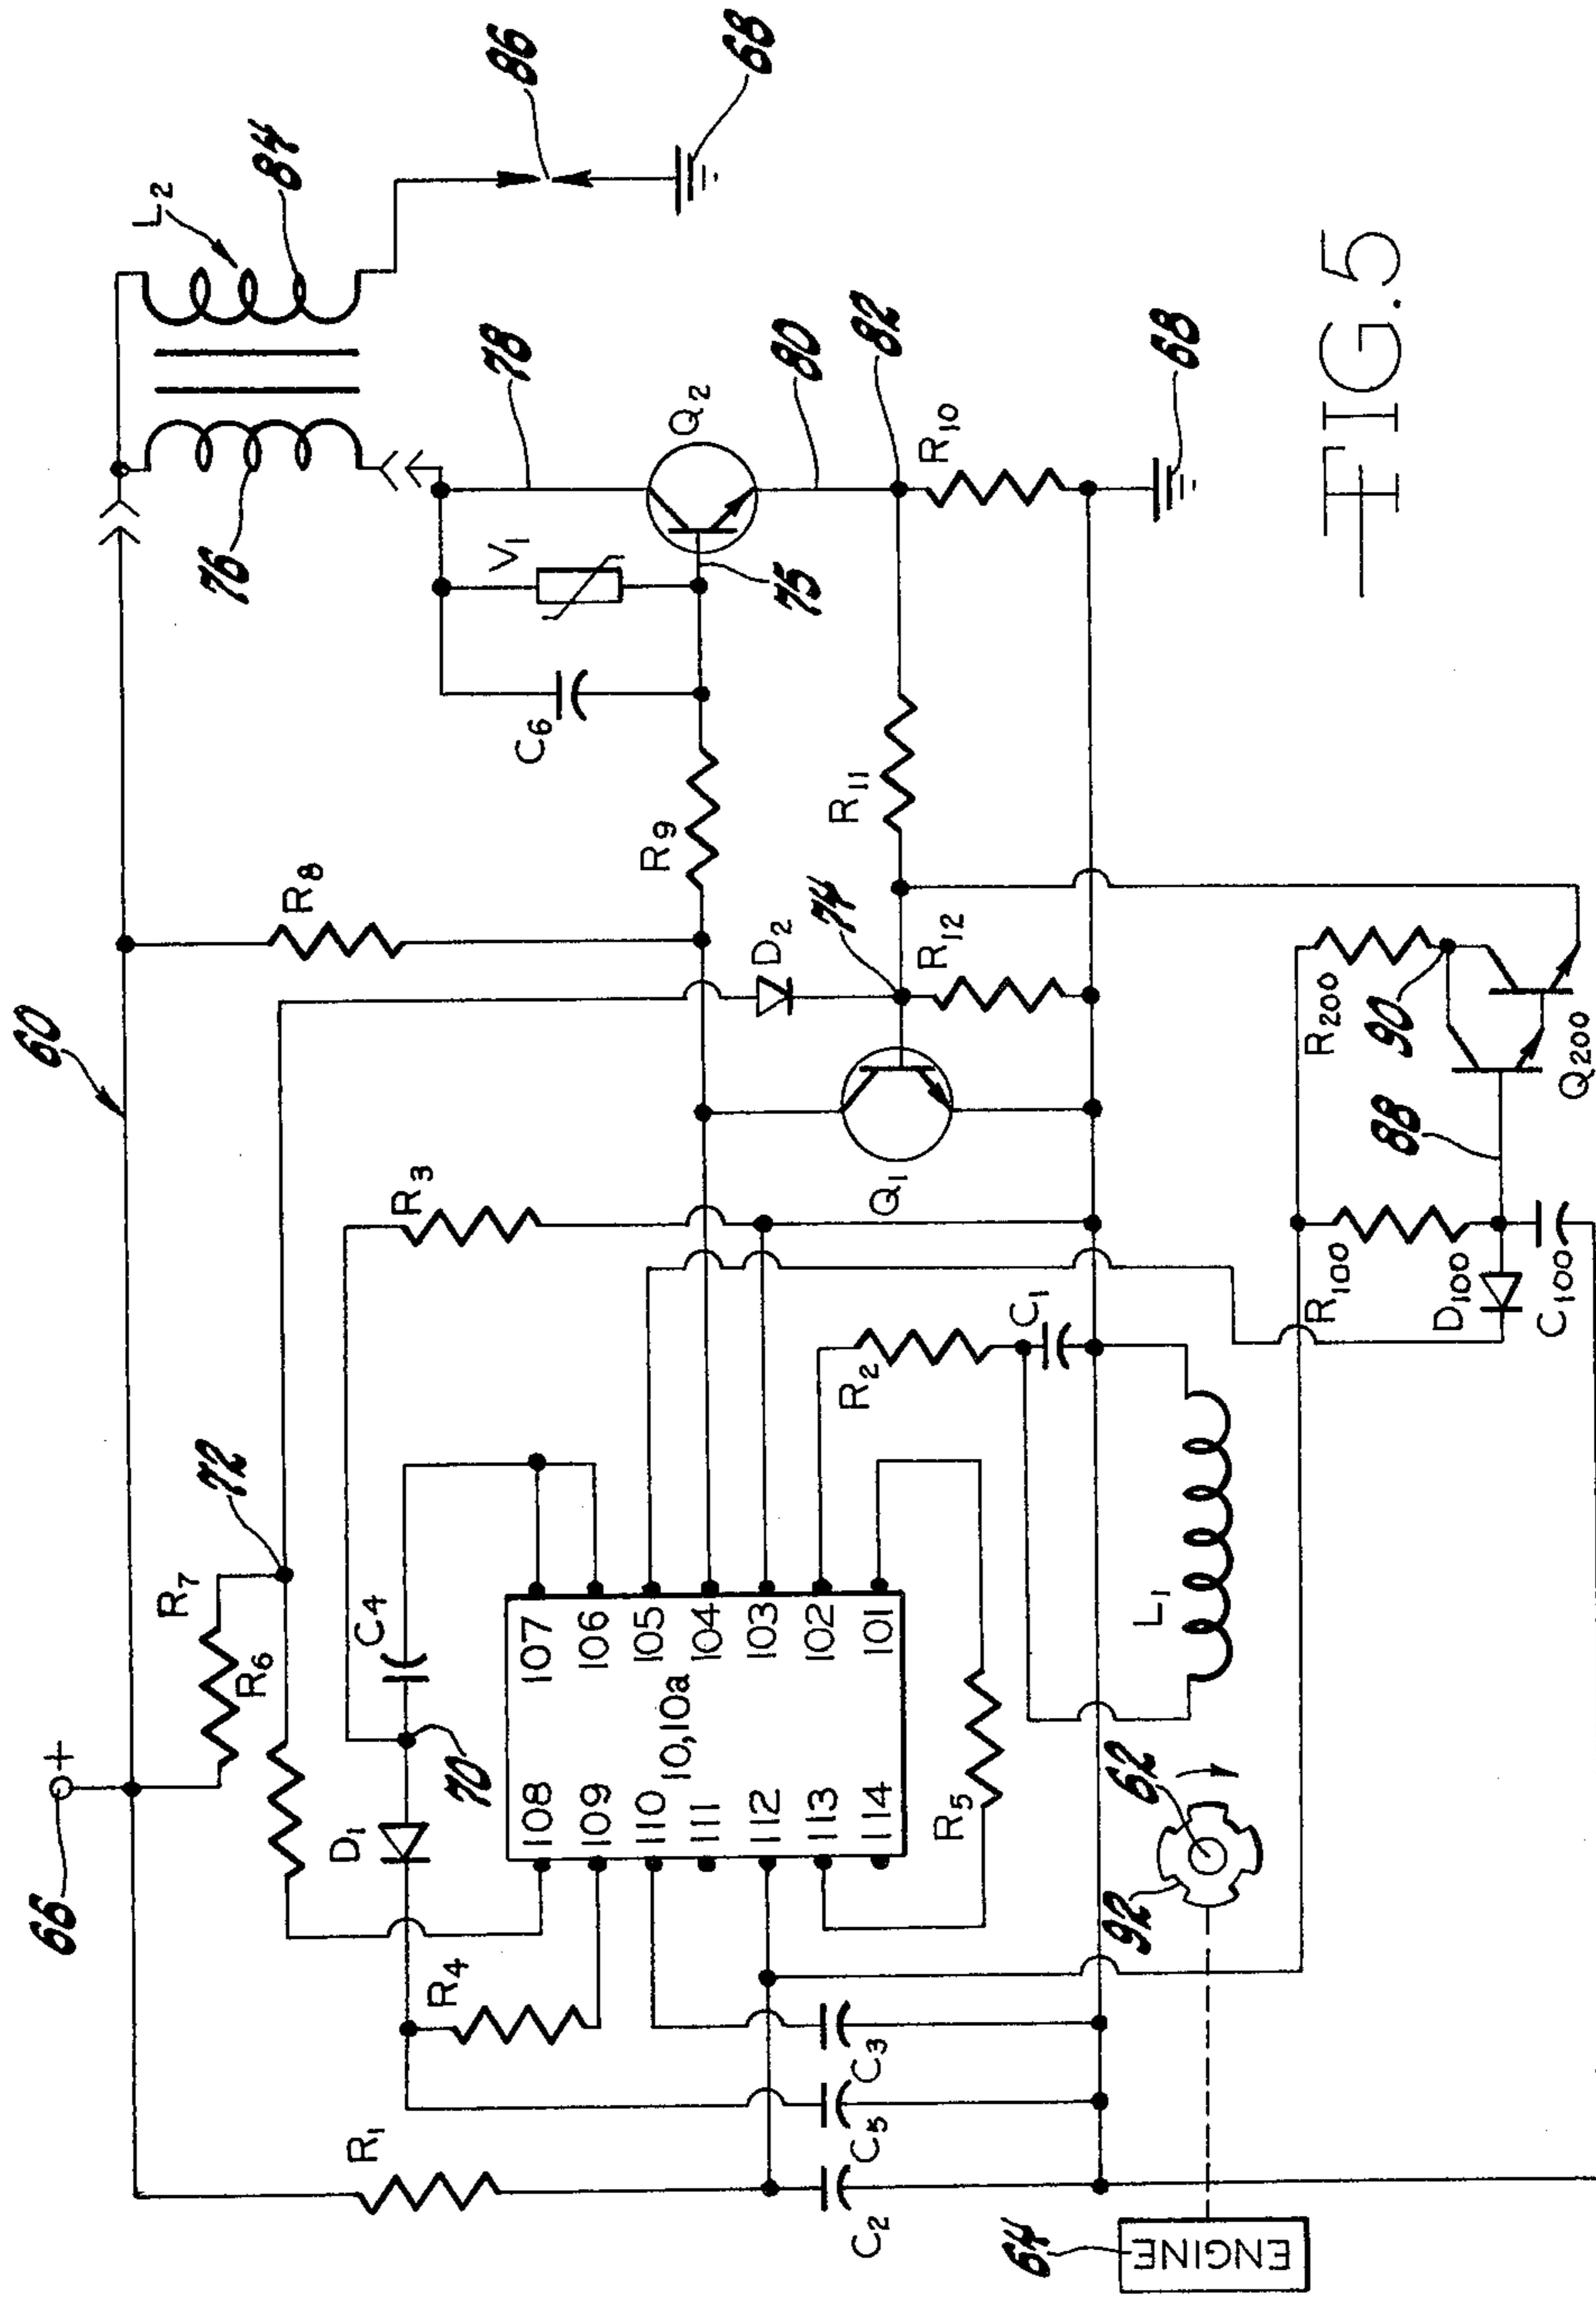 60
66
+
R1
R7
R6
72
R8
76
L2
84
86
68
D1
C4
70
R3
R4
C6
V1
78
Q2
75
R9
80
82
R10
68
108
109
110
111
112
113
114
107
106
105
104
103
102
101
10,10a
R5
D2
74
R11
R12
Q1
R2
C1
L1
C2
C5
C3
64
ENGINE
92
62
R100
D100
C100
88
R200
90
Q200
FIG.5